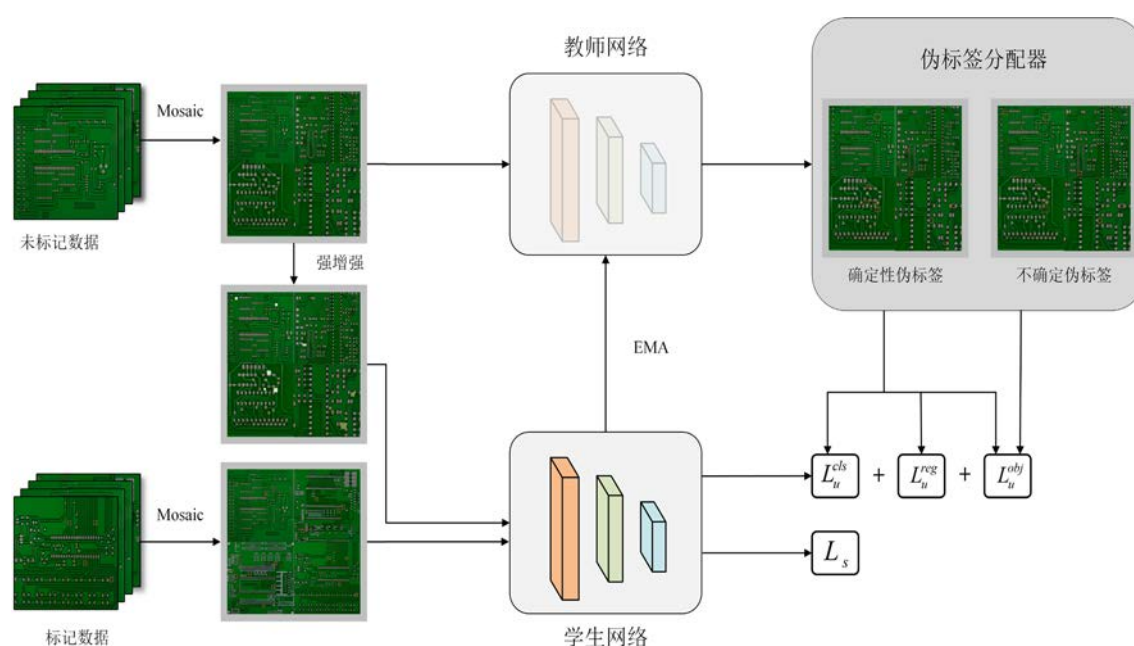 教师网络
伪标签分配器
Mosaic
未标记数据
强增强
确定性伪标签
不确定伪标签
EMA
L_u^{cls} + L_u^{reg} + L_u^{obj}
Mosaic
L_s
标记数据
学生网络